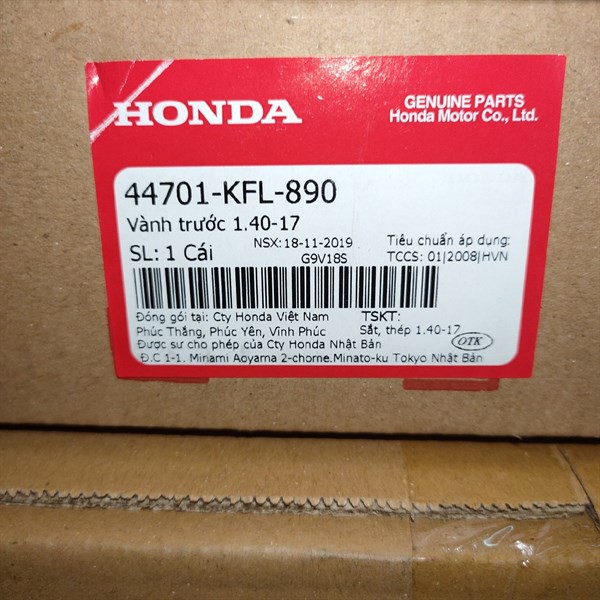 HONDA
GENUINE PARTS
Honda Motor Co., Ltd.
44701-KFL-890
Vành trước 1.40-17
SL: 1 Cái
NSX: 18-11-2019
G9V18S
Tiêu chuẩn áp dụng:
TCCS: 01|2008|HVN
Đóng gói tại: Cty Honda Việt Nam
Phúc Thắng, Phúc Yên, Vĩnh Phúc
Được sư cho phép của Cty Honda Nhật Bản
Đ.C 1-1. Miriami Aoyama 2-chorne.Minato-ku Tokyo Nhật Bản
TSKT:
Sắt, thép 1.40-17
OTK